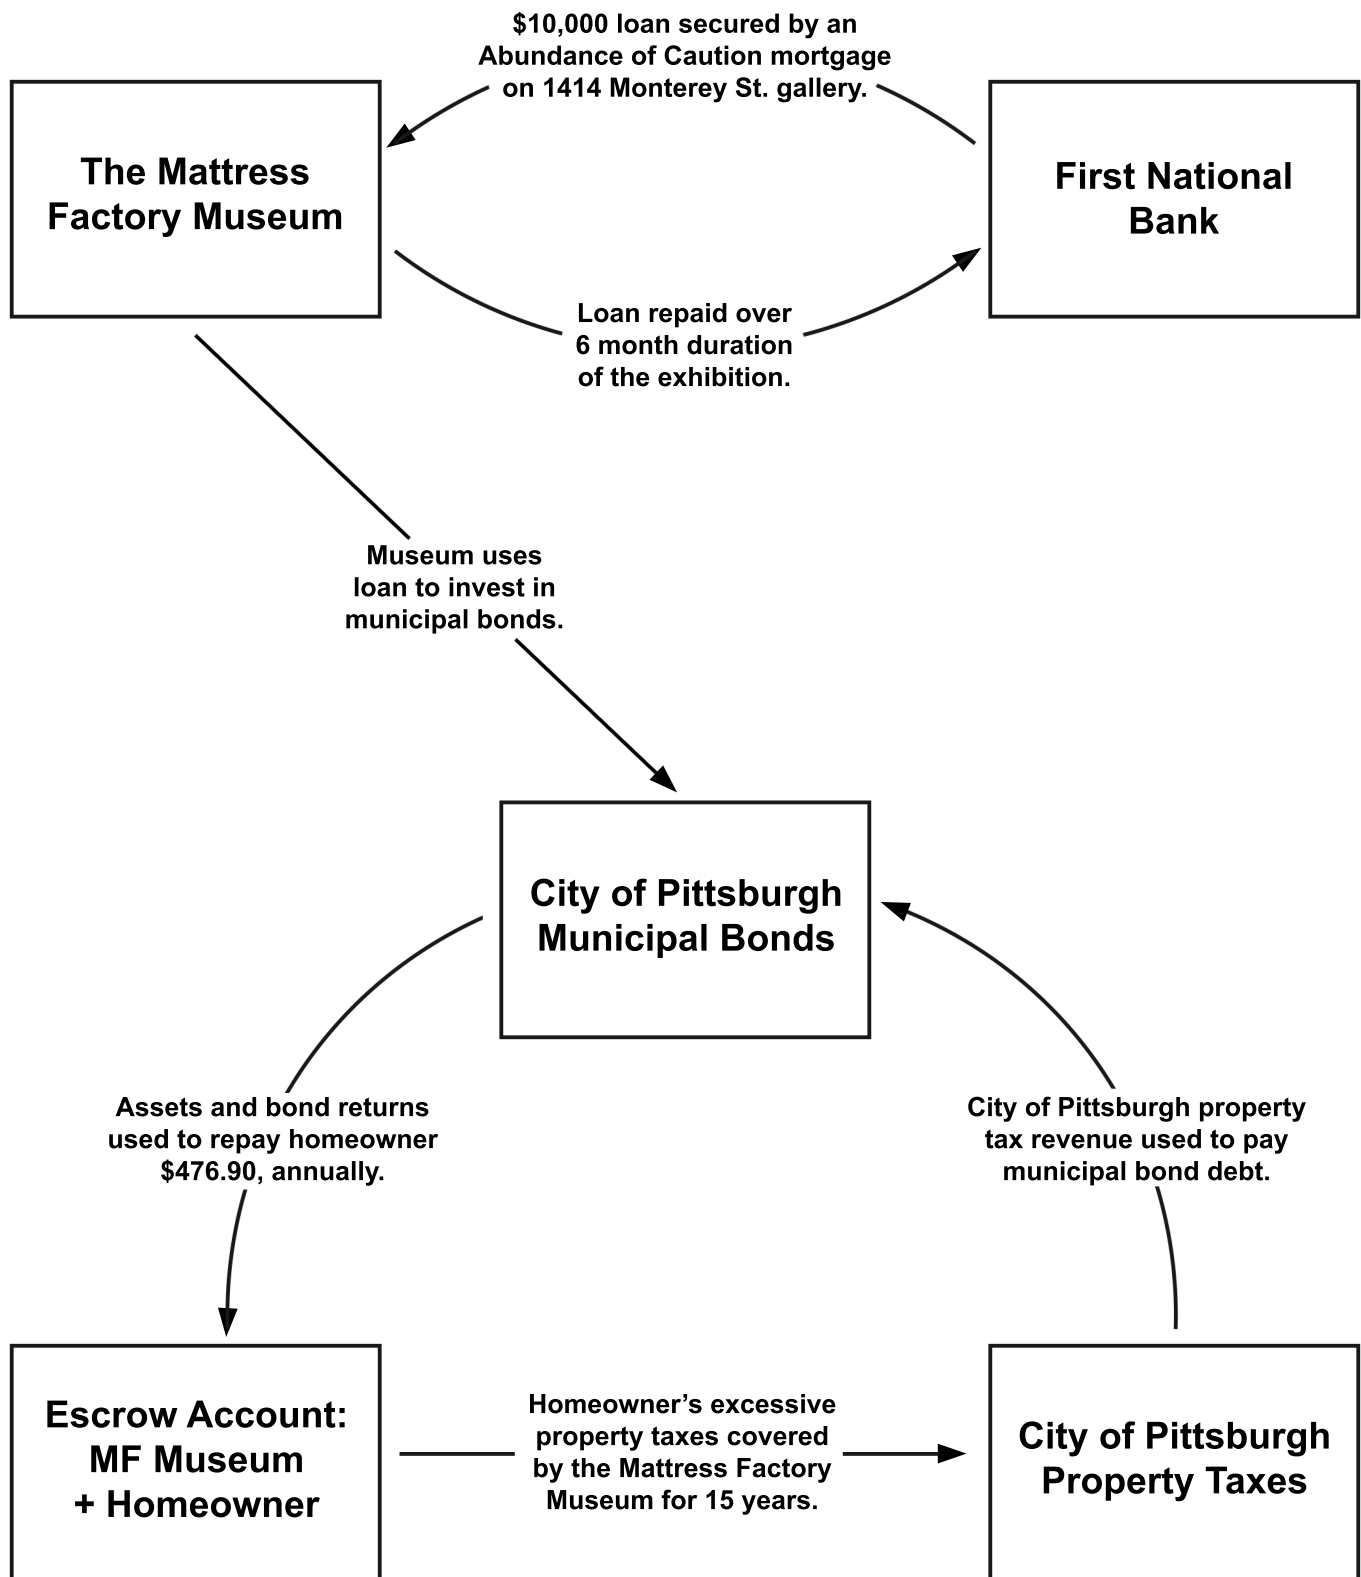 $10,000 loan secured by an
Abundance of Caution mortgage
on 1414 Monterey St. gallery.
The Mattress
Factory Museum
First National
Bank
Loan repaid over
6 month duration
of the exhibition.
Museum uses
loan to invest in
municipal bonds.
City of Pittsburgh
Municipal Bonds
Assets and bond returns
used to repay homeowner
$476.90, annually.
City of Pittsburgh property
tax revenue used to pay
municipal bond debt.
Escrow Account:
MF Museum
+ Homeowner
Homeowner’s excessive
property taxes covered
by the Mattress Factory
Museum for 15 years.
City of Pittsburgh
Property Taxes